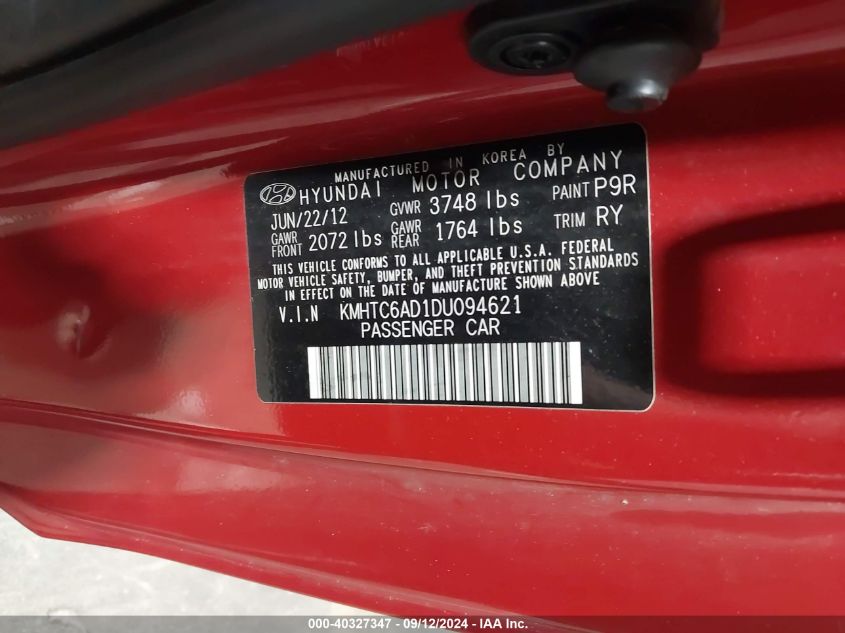 MANUFACTURED IN KOREA BY
HYUNDAI MOTOR COMPANY
JUN/22/12 GVWR 3748 lbs PAINT P9R
GAWR FRONT 2072 lbs GAWR REAR 1764 lbs TRIM RY
THIS VEHICLE CONFORMS TO ALL APPLICABLE U.S.A. FEDERAL
MOTOR VEHICLE SAFETY, BUMPER, AND THEFT PREVENTION STANDARDS
IN EFFECT ON THE DATE OF MANUFACTURE SHOWN ABOVE
V.I.N KMHTC6AD1DU094621
PASSENGER CAR
000-40327347 - 09/12/2024 - IAA Inc.